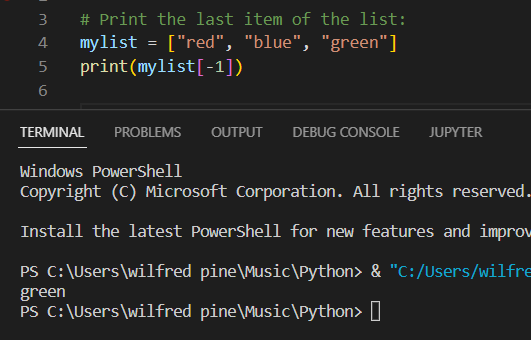 3 # Print the last item of the list:
4 mylist = ["red", "blue", "green"]
5 print(mylist[-1])
6
TERMINAL PROBLEMS OUTPUT DEBUG CONSOLE JUPYTER
Windows PowerShell
Copyright (C) Microsoft Corporation. All rights reserved.
Install the latest PowerShell for new features and improv
PS C:\Users\wilfred pine\Music\Python> & "C:/Users/wilfre
green
PS C:\Users\wilfred pine\Music\Python>